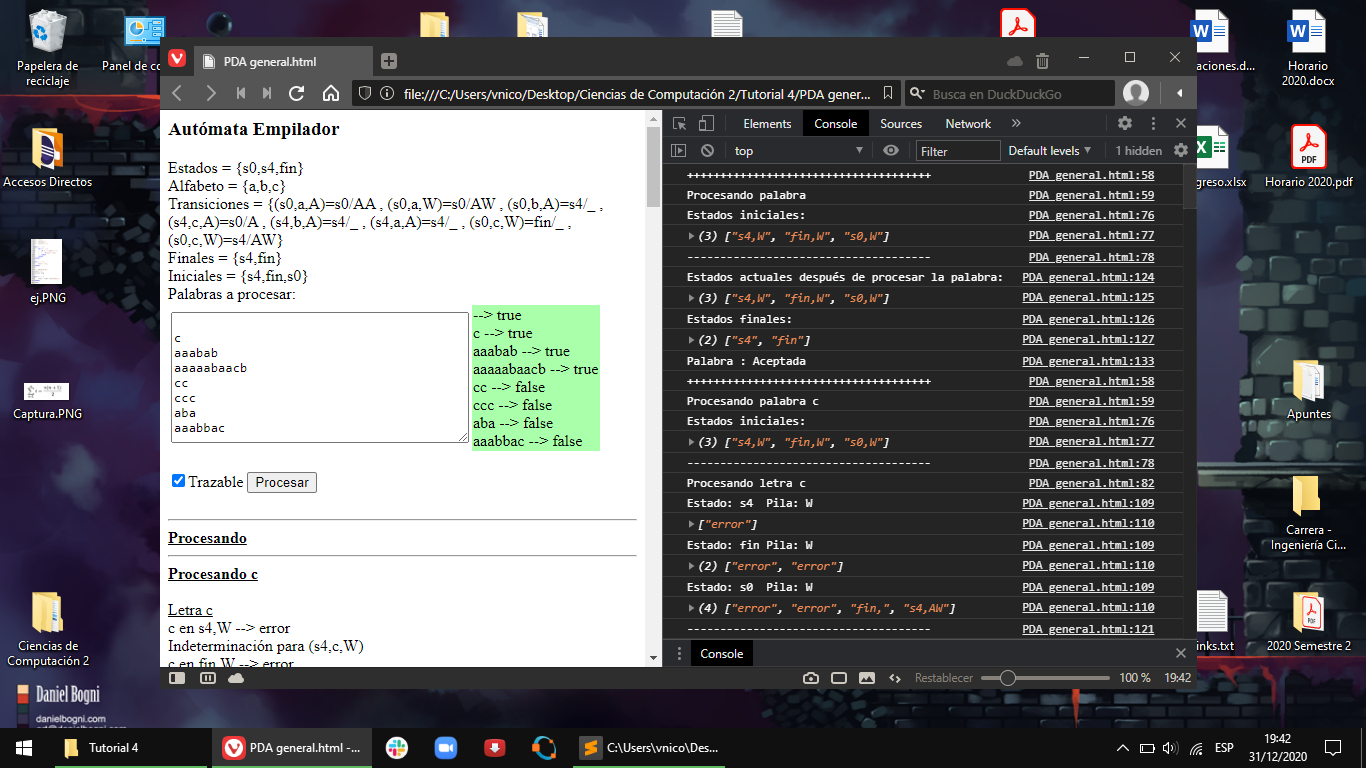 Papelera de
reciclaje
Panel de co
Accesos Directos
ej.PNG
Captura.PNG
Ciencias de
Computación 2
Daniel Bogni
danielbogni.com
PDA general.html
file:///C:/Users/vnico/Desktop/Ciencias de Computación 2/Tutorial 4/PDA gener...
Busca en DuckDuckGo
Autómata Empilador
Estados = {s0,s4,fin}
Alfabeto = {a,b,c}
Transiciones = {(s0,a,A)=s0/AA , (s0,a,W)=s0/AW , (s0,b,A)=s4/_ ,
(s4,c,A)=s0/A , (s4,b,A)=s4/_ , (s4,a,A)=s4/_ , (s0,c,W)=fin/_ ,
(s0,c,W)=s4/AW}
Finales = {s4,fin}
Iniciales = {s4,fin,s0}
Palabras a procesar:
c
aaabab
aaaaabaacb
cc
ccc
aba
aaabbac
--> true
c --> true
aaabab --> true
aaaaabaacb --> true
cc --> false
ccc --> false
aba --> false
aaabbac --> false
Trazable Procesar
Procesando
Procesando c
Letra c
c en s4,W --> error
Indeterminación para (s4,c,W)
c en fin W --> error
Elements Console Sources Network »
top Filter Default levels 1 hidden
+++++++++++++++++++++++++++++++++++++ PDA general.html:58
Procesando palabra PDA general.html:59
Estados iniciales: PDA general.html:76
(3) ["s4,W", "fin,W", "s0,W"] PDA general.html:77
------------------------------------- PDA general.html:78
Estados actuales después de procesar la palabra: PDA general.html:124
(3) ["s4,W", "fin,W", "s0,W"] PDA general.html:125
Estados finales: PDA general.html:126
(2) ["s4", "fin"] PDA general.html:127
Palabra : Aceptada PDA general.html:133
+++++++++++++++++++++++++++++++++++++ PDA general.html:58
Procesando palabra c PDA general.html:59
Estados iniciales: PDA general.html:76
(3) ["s4,W", "fin,W", "s0,W"] PDA general.html:77
------------------------------------- PDA general.html:78
Procesando letra c PDA general.html:82
Estado: s4 Pila: W PDA general.html:109
["error"] PDA general.html:110
Estado: fin Pila: W PDA general.html:109
(2) ["error", "error"] PDA general.html:110
Estado: s0 Pila: W PDA general.html:109
(4) ["error", "error", "fin,", "s4,AW"] PDA general.html:110
------------------------------------- PDA general.html:121
Console
Restablecer 100 % 19:42
aciones.d...
Horario
2020.docx
greso.xlsx
PDF
Horario 2020.pdf
Apuntes
Carrera -
Ingeniería Ci...
inks.txt
PDF
2020 Semestre 2
Tutorial 4
PDA general.html -...
C:\Users\vnico\Des...
ESP
19:42
31/12/2020